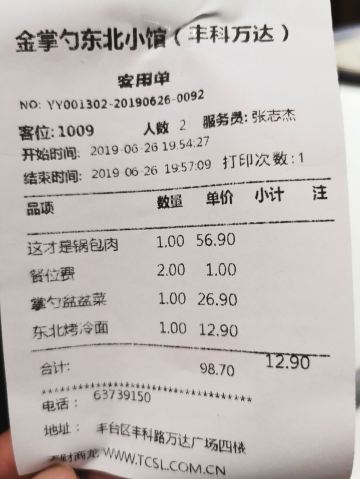 金掌勺东北小馆（丰科万达）
客用单
NO: YY001302-20190626-0092
客位: 1009 人数 2 服务员: 张志杰
开始时间: 2019-06-26 19:54:27
结束时间: 2019-06-26 19:57:09 打印次数: 1
品项 数量 单价 小计 注
这才是锅包肉 1.00 56.90
餐位费 2.00 1.00
掌勺盆盆菜 1.00 26.90
东北烤冷面 1.00 12.90
合计: 98.70 12.90
********************************
电话: 63739150
地址: 丰台区丰科路万达广场四楼
财商龙 WWW.TCSL.COM.CN